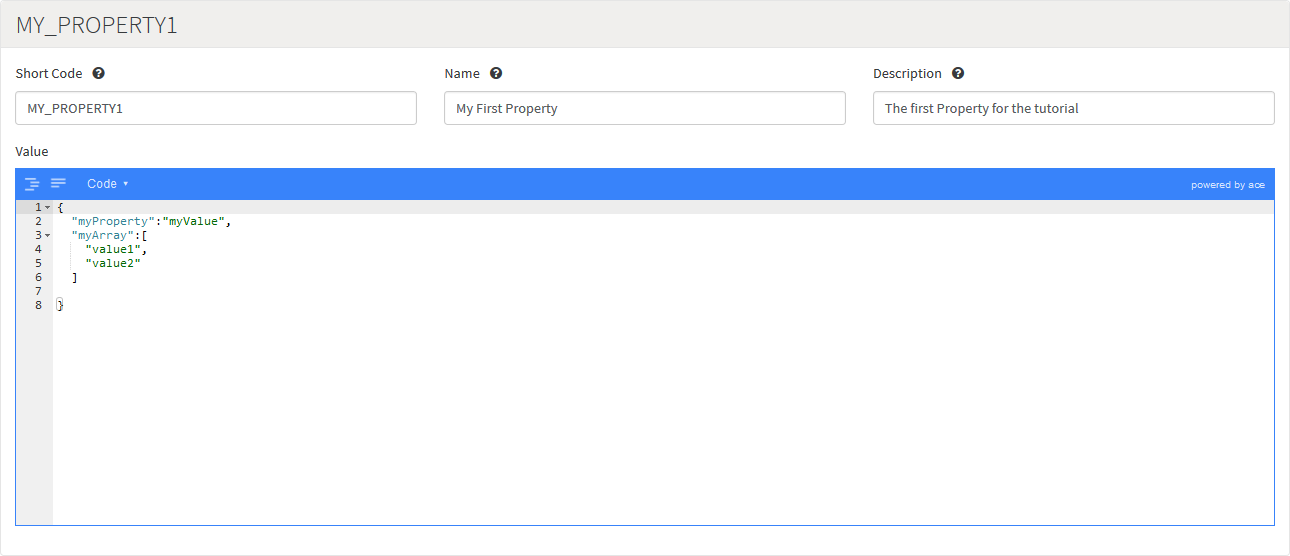 MY_PROPERTY1
Short Code ?
Name ?
Description ?
MY_PROPERTY1
My First Property
The first Property for the tutorial
Value
Code ▾
powered by ace
1 {
2   "myProperty":"myValue",
3   "myArray":[
4     "value1",
5     "value2"
6   ]
7
8 }